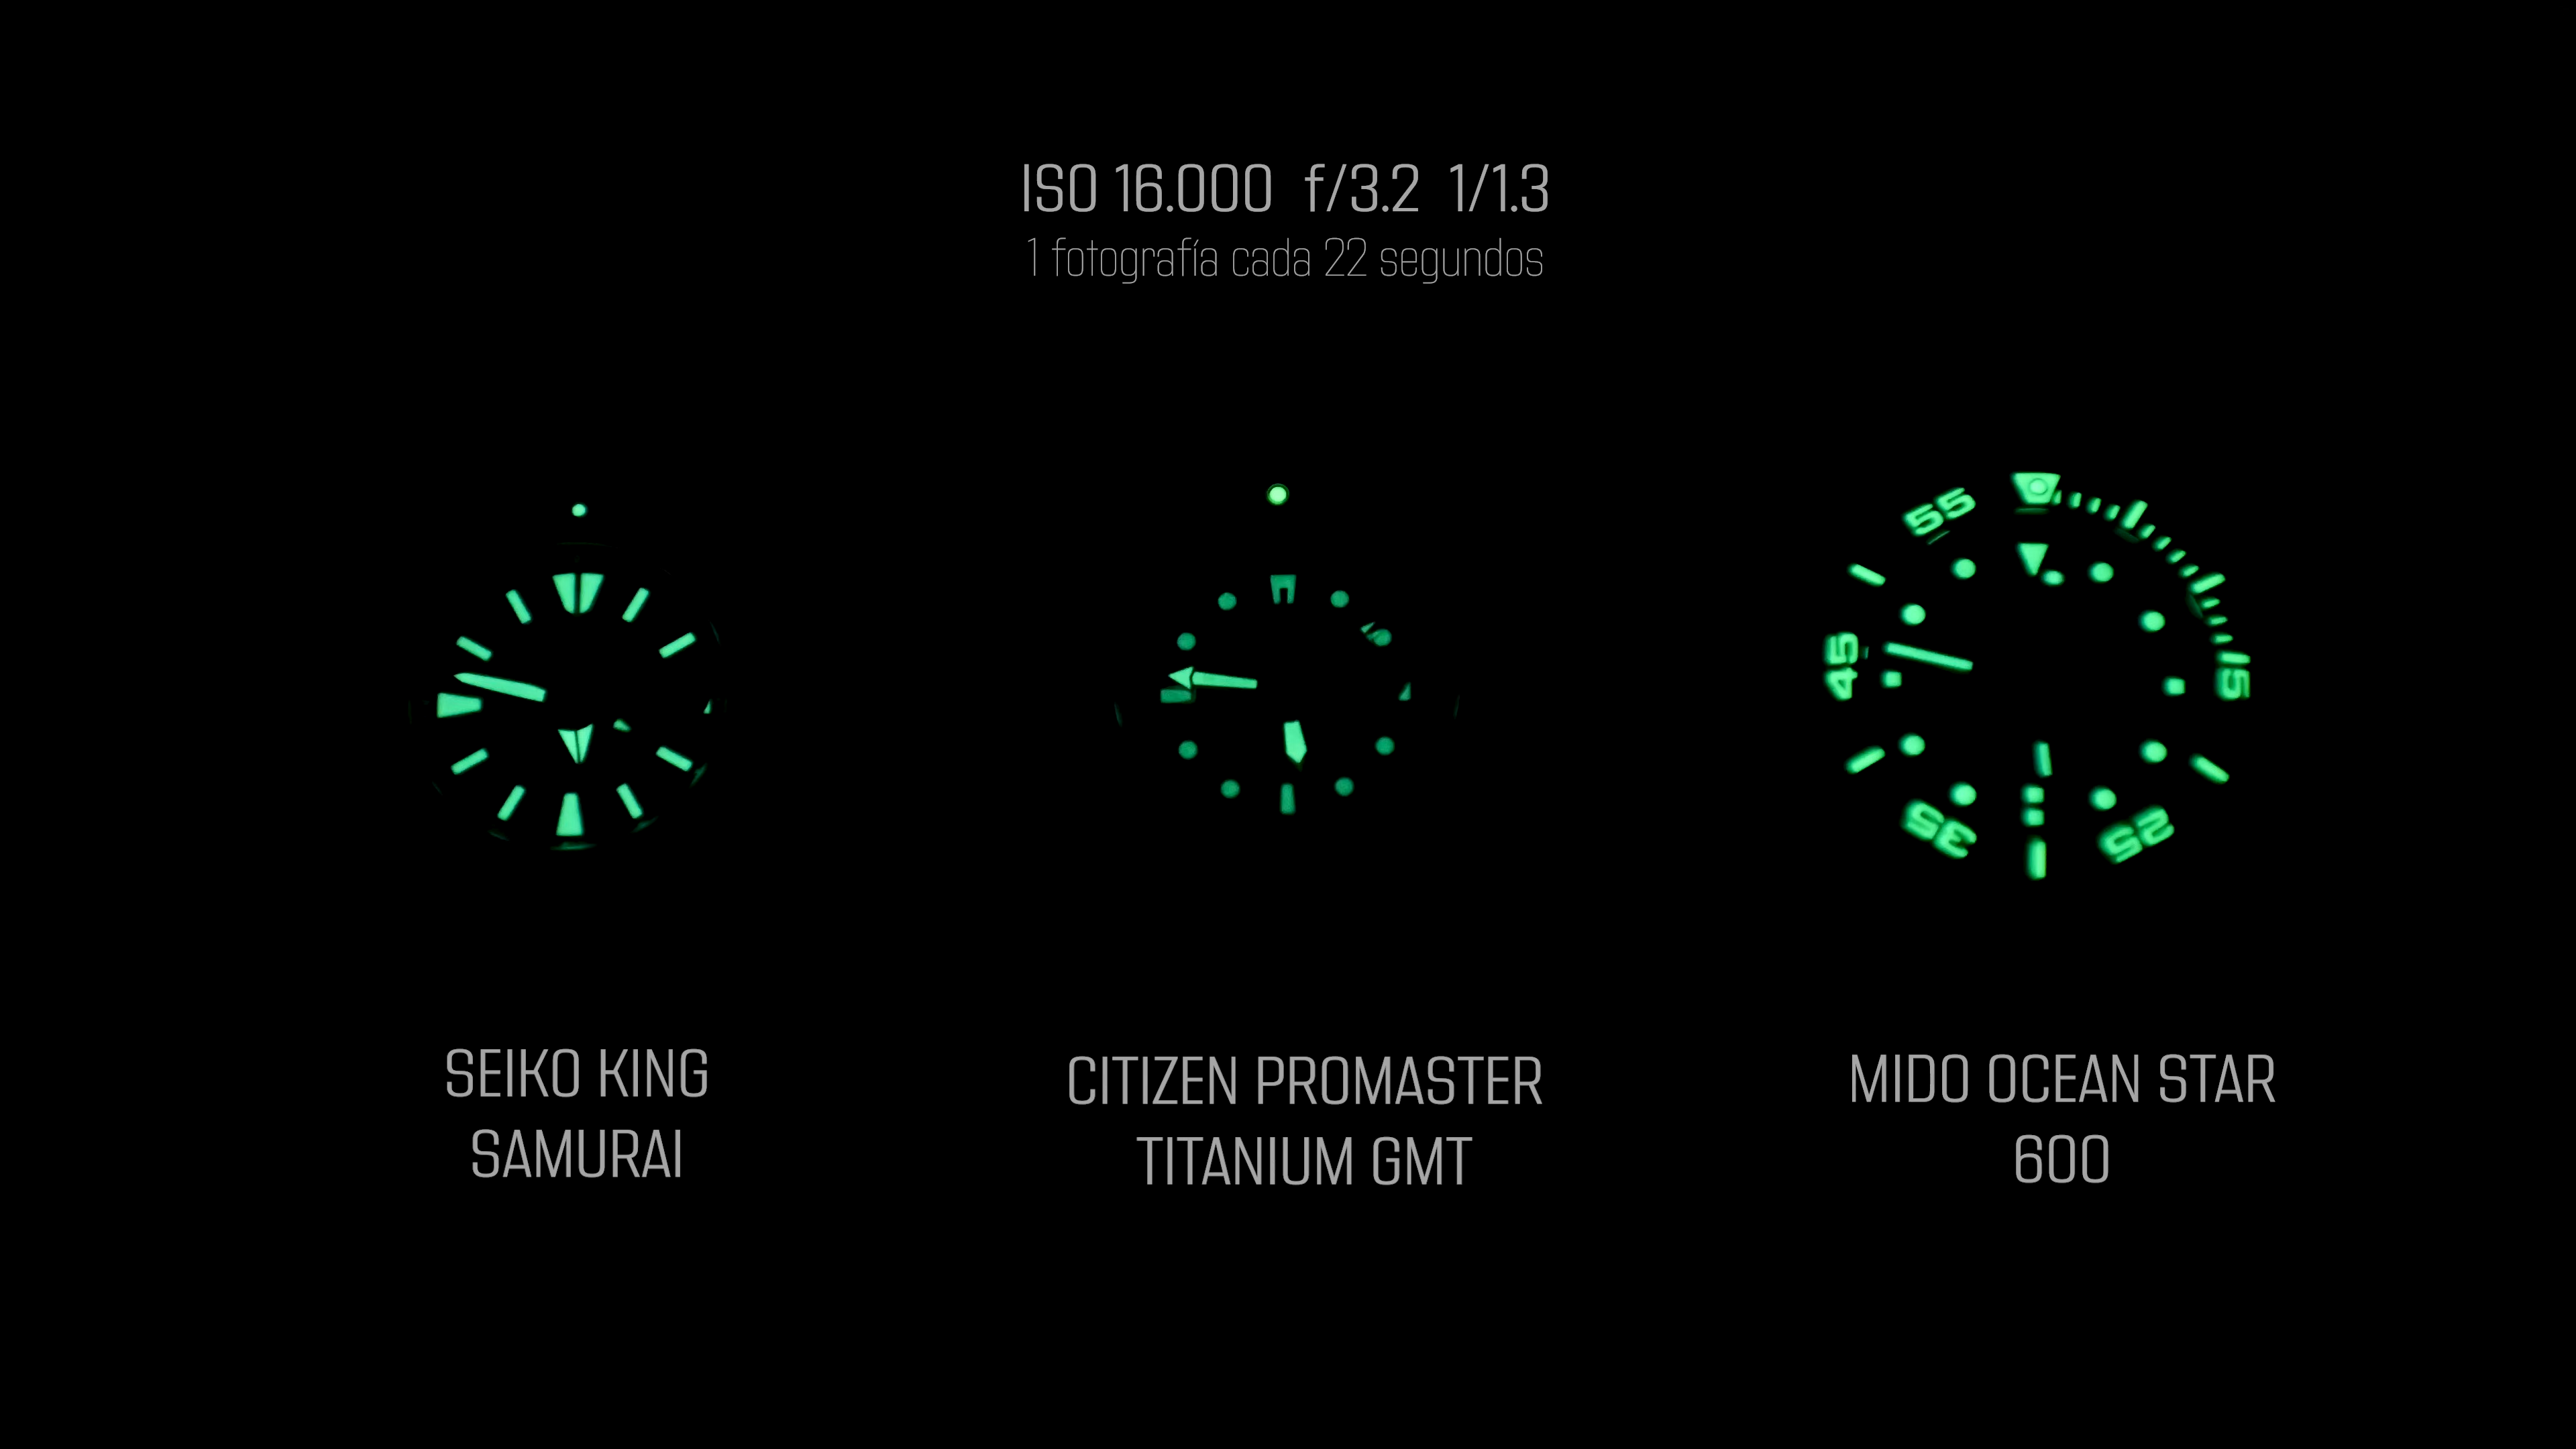 ISO 16.000 f/3.2 1/1.3
1 fotografía cada 22 segundos
55
45
15
35
25
SEIKO KING
SAMURAI
CITIZEN PROMASTER
TITANIUM GMT
MIDO OCEAN STAR
600